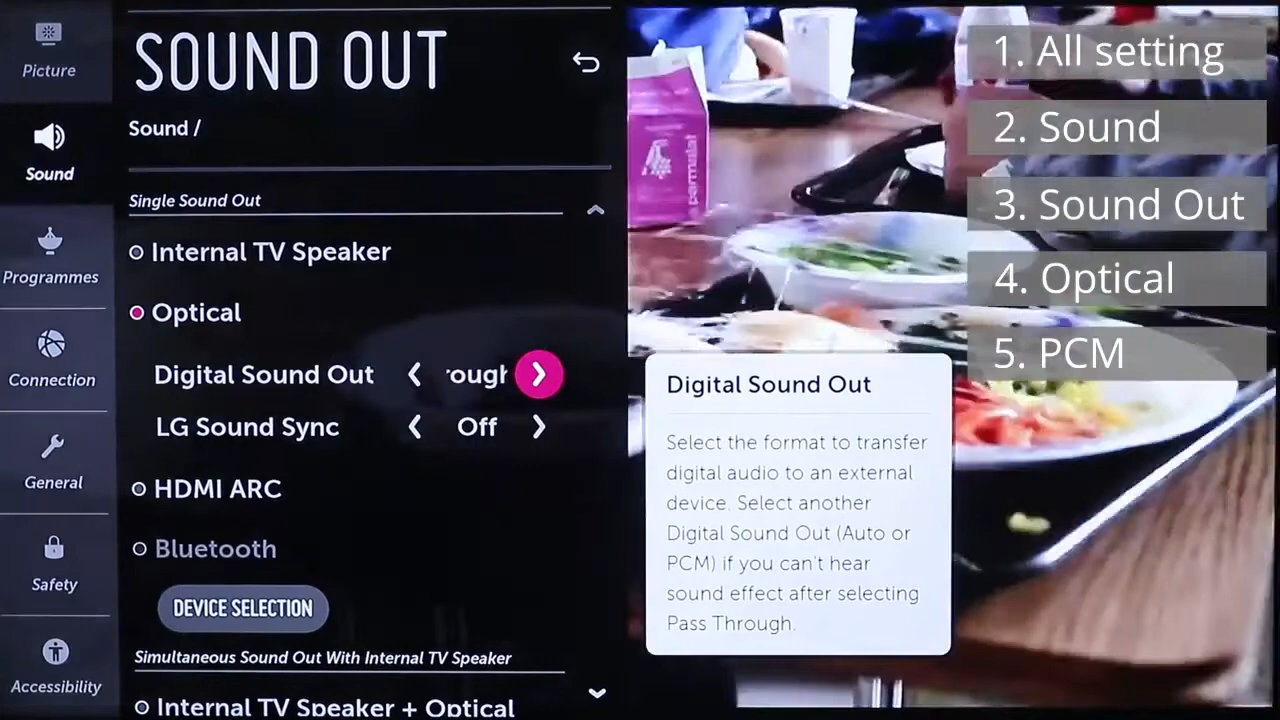 Picture
Sound
Programmes
Connection
General
Safety
Accessibility
SOUND OUT
Sound /
Single Sound Out
Internal TV Speaker
Optical
Digital Sound Out
rough
LG Sound Sync
Off
HDMI ARC
Bluetooth
DEVICE SELECTION
Simultaneous Sound Out With Internal TV Speaker
Internal TV Speaker + Optical
parmalat
Digital Sound Out
Select the format to transfer
digital audio to an external
device. Select another
Digital Sound Out (Auto or
PCM) if you can't hear
sound effect after selecting
Pass Through.
1. All setting
2. Sound
3. Sound Out
4. Optical
5. PCM